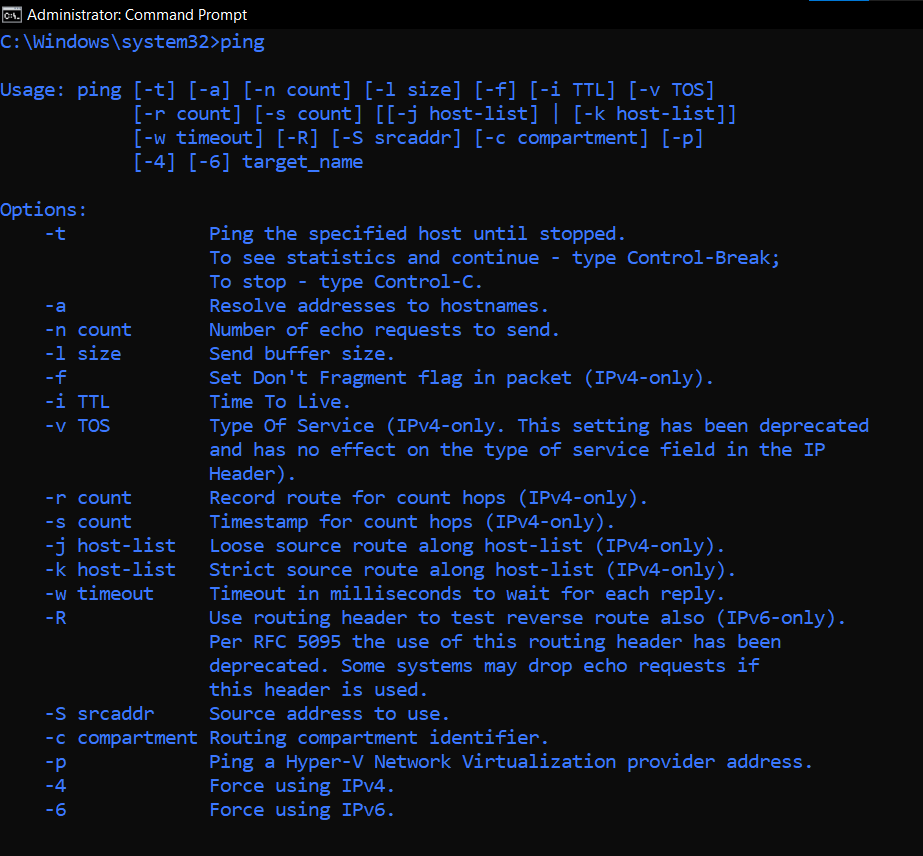 Administrator: Command Prompt
C:\Windows\system32>ping
Usage: ping [-t] [-a] [-n count] [-l size] [-f] [-i TTL] [-v TOS]
            [-r count] [-s count] [[-j host-list] | [-k host-list]]
            [-w timeout] [-R] [-S srcaddr] [-c compartment] [-p]
            [-4] [-6] target_name
Options:
    -t             Ping the specified host until stopped.
                   To see statistics and continue - type Control-Break;
                   To stop - type Control-C.
    -a             Resolve addresses to hostnames.
    -n count       Number of echo requests to send.
    -l size        Send buffer size.
    -f             Set Don't Fragment flag in packet (IPv4-only).
    -i TTL         Time To Live.
    -v TOS         Type Of Service (IPv4-only. This setting has been deprecated
                   and has no effect on the type of service field in the IP
                   Header).
    -r count       Record route for count hops (IPv4-only).
    -s count       Timestamp for count hops (IPv4-only).
    -j host-list   Loose source route along host-list (IPv4-only).
    -k host-list   Strict source route along host-list (IPv4-only).
    -w timeout     Timeout in milliseconds to wait for each reply.
    -R             Use routing header to test reverse route also (IPv6-only).
                   Per RFC 5095 the use of this routing header has been
                   deprecated. Some systems may drop echo requests if
                   this header is used.
    -S srcaddr     Source address to use.
    -c compartment Routing compartment identifier.
    -p             Ping a Hyper-V Network Virtualization provider address.
    -4             Force using IPv4.
    -6             Force using IPv6.